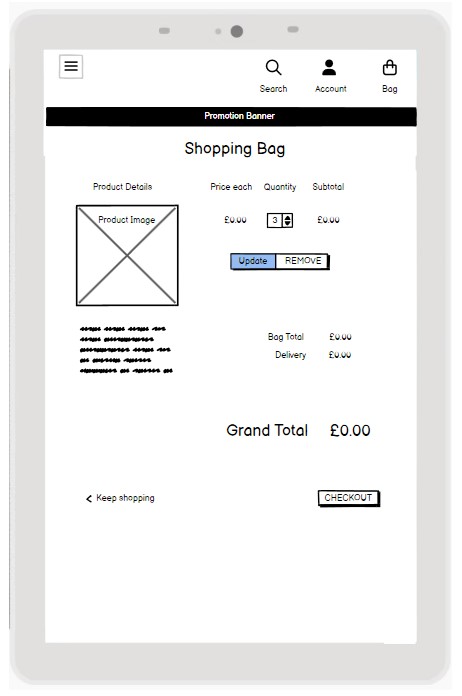 Search Account Bag
Promotion Banner
Shopping Bag
Product Details Price each Quantity Subtotal
Product Image £0.00 3 £0.00
Update REMOVE
Bag Total £0.00
Delivery £0.00
Grand Total £0.00
Keep shopping CHECKOUT